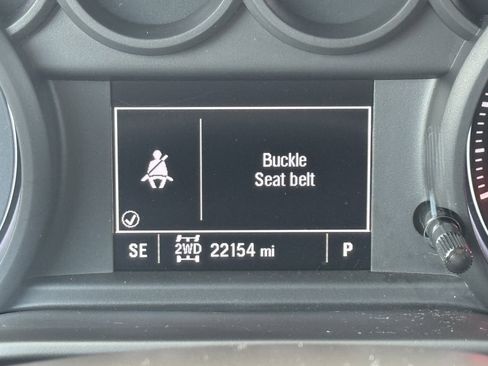 Buckle
Seat belt
SE 2WD 22154 mi P